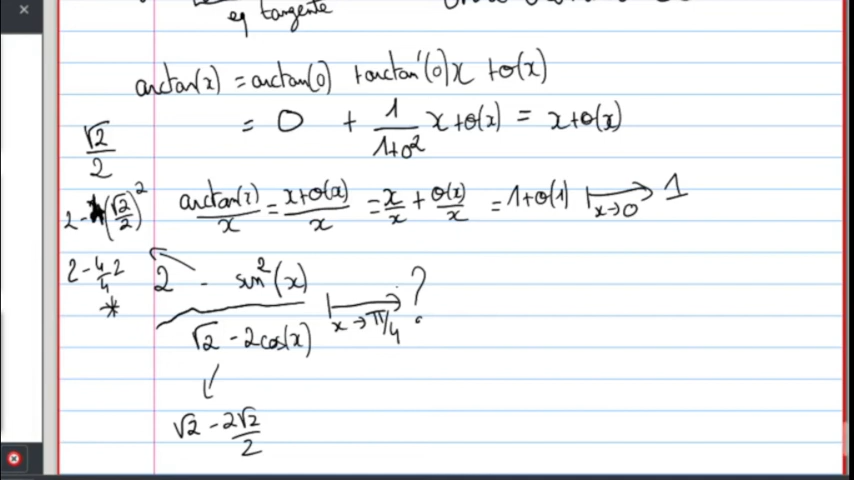 eq tangente
arctan(x) = arctan(0) + arctan'(0)x + o(x)
= 0 + 1/(1+0²) x + o(x) = x + o(x)
√2/2
arctan(x)/x = (x+o(x))/x = x/x + o(x)/x = 1 + o(1) ⟼ x→0 1
(√2/2)²
2 - 4/4 2
*
2 - sin²(x) / √2 - 2cos(x) ⟼ x→π/4 ?
√2 - 2√2/2